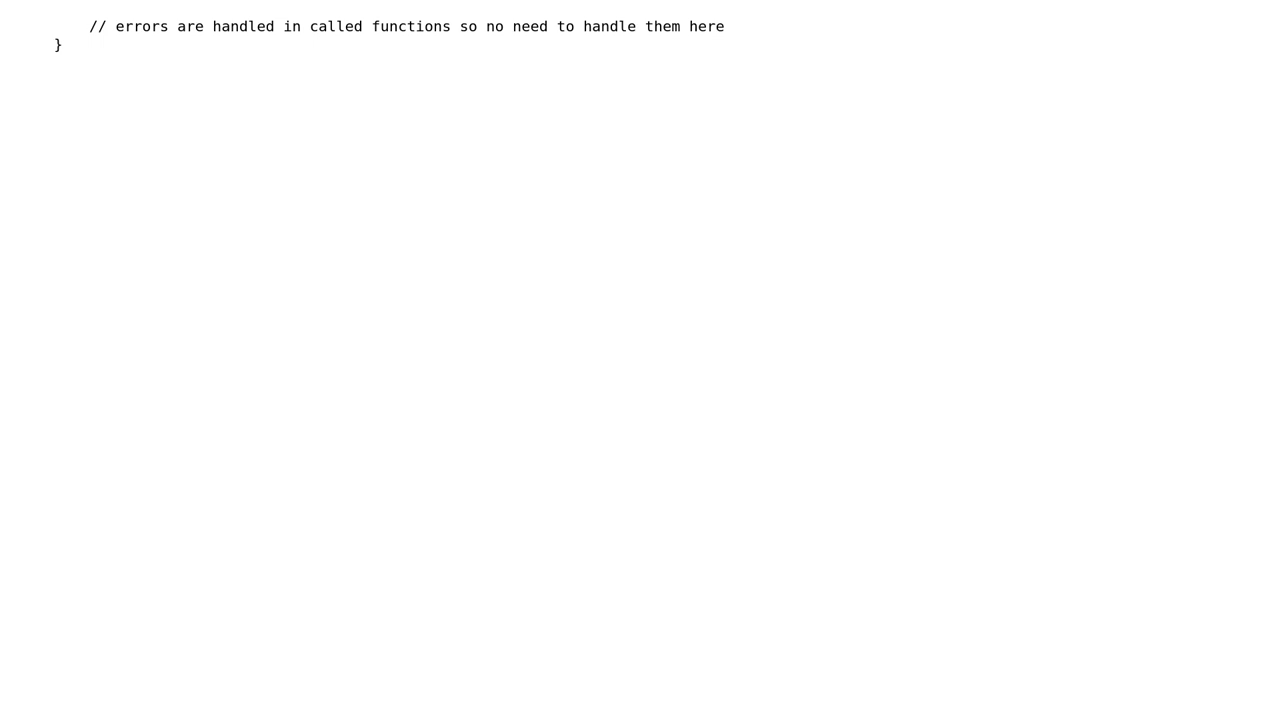 // errors are handled in called functions so no need to handle them here
}